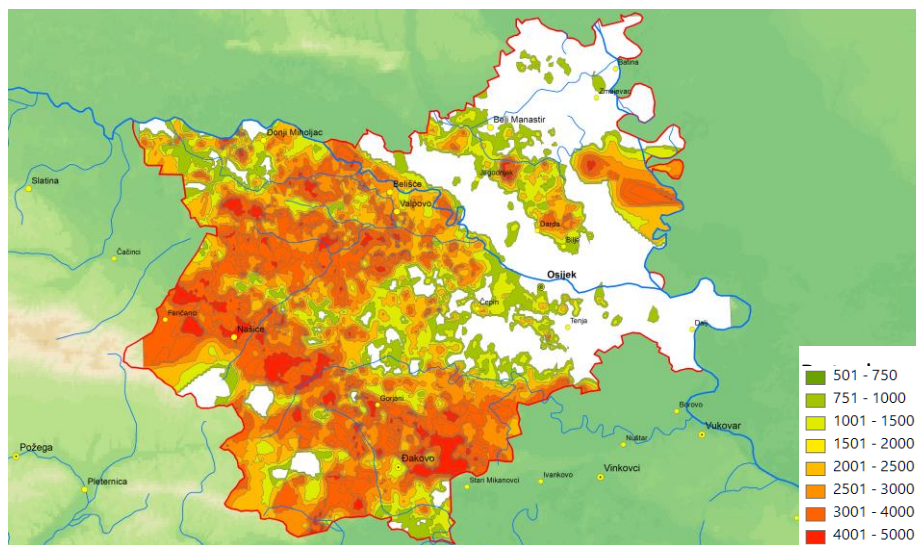 Batina
Zmajevac
Beli Manastir
Donji Miholjac
Jagodnjak
Slatina
Belišće
Valpovo
Darda
Bilje
Čačinci
Osijek
Čepin
Feričanci
Tenja
Dalj
Našice
501 - 750
751 - 1000
Gorjani
Borovo
1001 - 1500
Vukovar
1501 - 2000
Nuštar
Požega
2001 - 2500
Đakovo
Pleternica
Stari Mikanovci
Ivankovo
Vinkovci
2501 - 3000
3001 - 4000
4001 - 5000